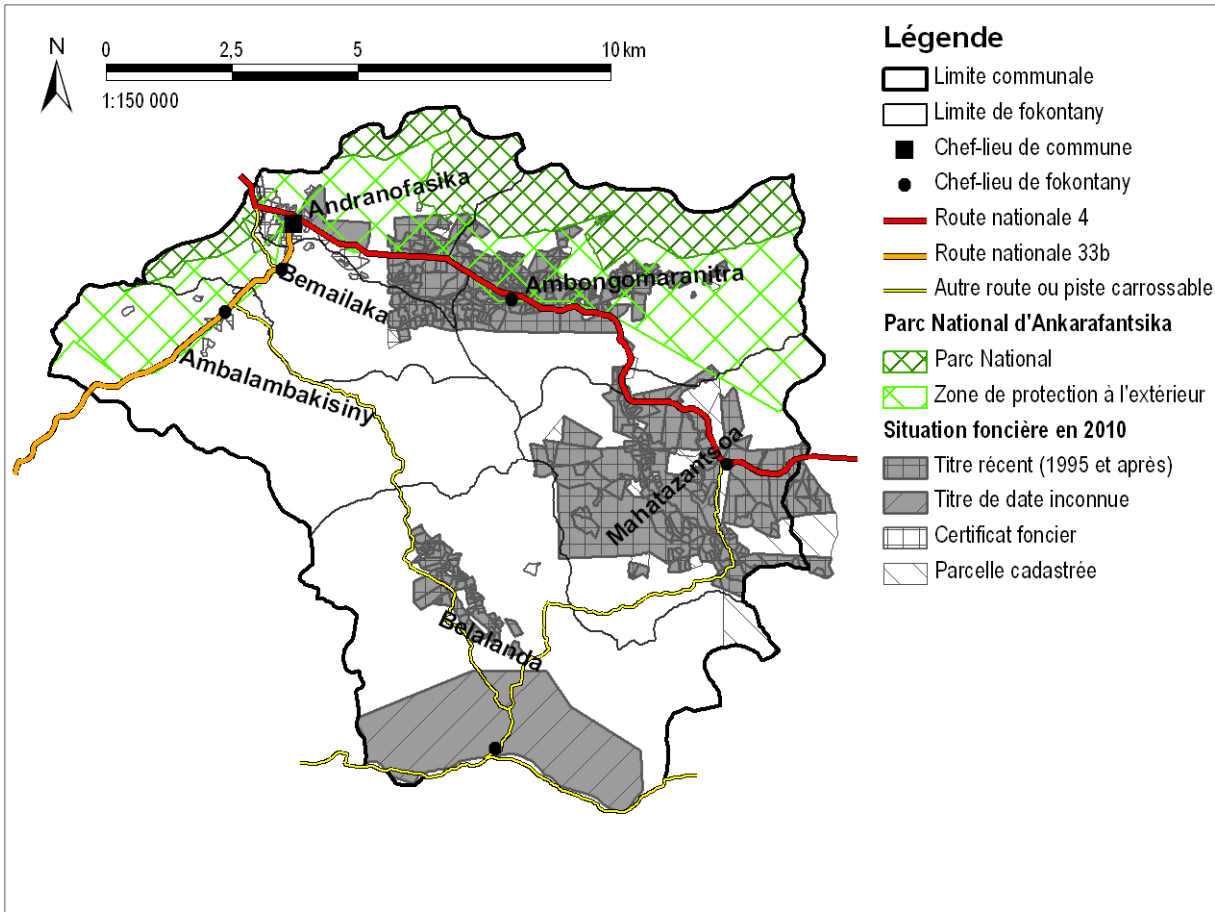 N
0 2,5 5 10 km
1:150 000
Andranofasika
Bemailaka
Ambongomaranitra
Ambalambakisiny
Mahatazantsoa
Belalanda
Légende
Limite communale
Limite de fokontany
Chef-lieu de commune
Chef-lieu de fokontany
Route nationale 4
Route nationale 33b
Autre route ou piste carrossable
Parc National d'Ankarafantsika
Parc National
Zone de protection à l'extérieur
Situation foncière en 2010
Titre récent (1995 et après)
Titre de date inconnue
Certificat foncier
Parcelle cadastrée